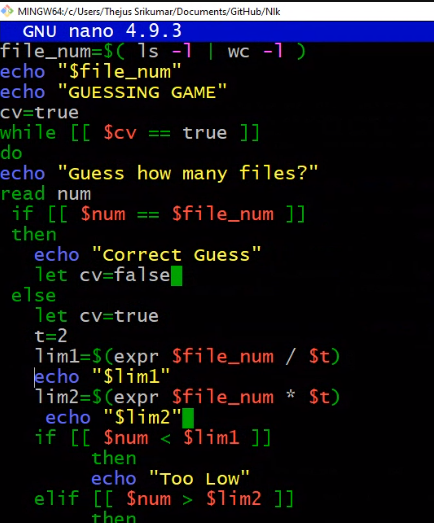 MINGW64:/c/Users/Thejus Srikumar/Documents/GitHub/Nlk
GNU nano 4.9.3
file_num=$( ls -l | wc -l )
echo "$file_num"
echo "GUESSING GAME"
cv=true
while [[ $cv == true ]]
do
echo "Guess how many files?"
read num
if [[ $num == $file_num ]]
then
echo "Correct Guess"
let cv=false
else
let cv=true
t=2
lim1=$(expr $file_num / $t)
echo "$lim1"
lim2=$(expr $file_num * $t)
echo "$lim2"
if [[ $num < $lim1 ]]
then
echo "Too Low"
elif [[ $num > $lim2 ]]
then